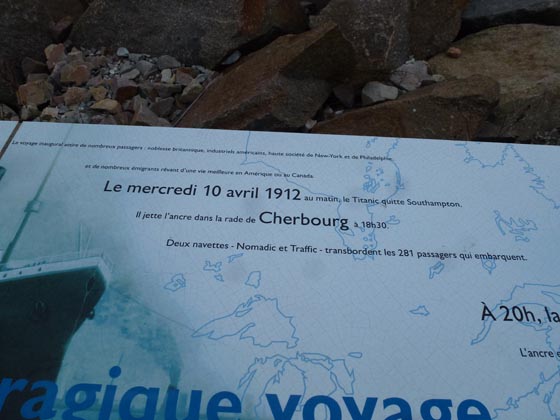 Le voyage inaugural attire de nombreux passagers : noblesse britannique, industriels américains, haute société de New-York et de Philadelphie,
et de nombreux émigrants rêvant d'une vie meilleure en Amérique ou au Canada.
Le mercredi 10 avril 1912 au matin, le Titanic quitte Southampton.
Il jette l'ancre dans la rade de Cherbourg à 18h30.
Deux navettes - Nomadic et Traffic - transbordent les 281 passagers qui embarquent.
À 20h, la
L'ancre e
ragique voyage